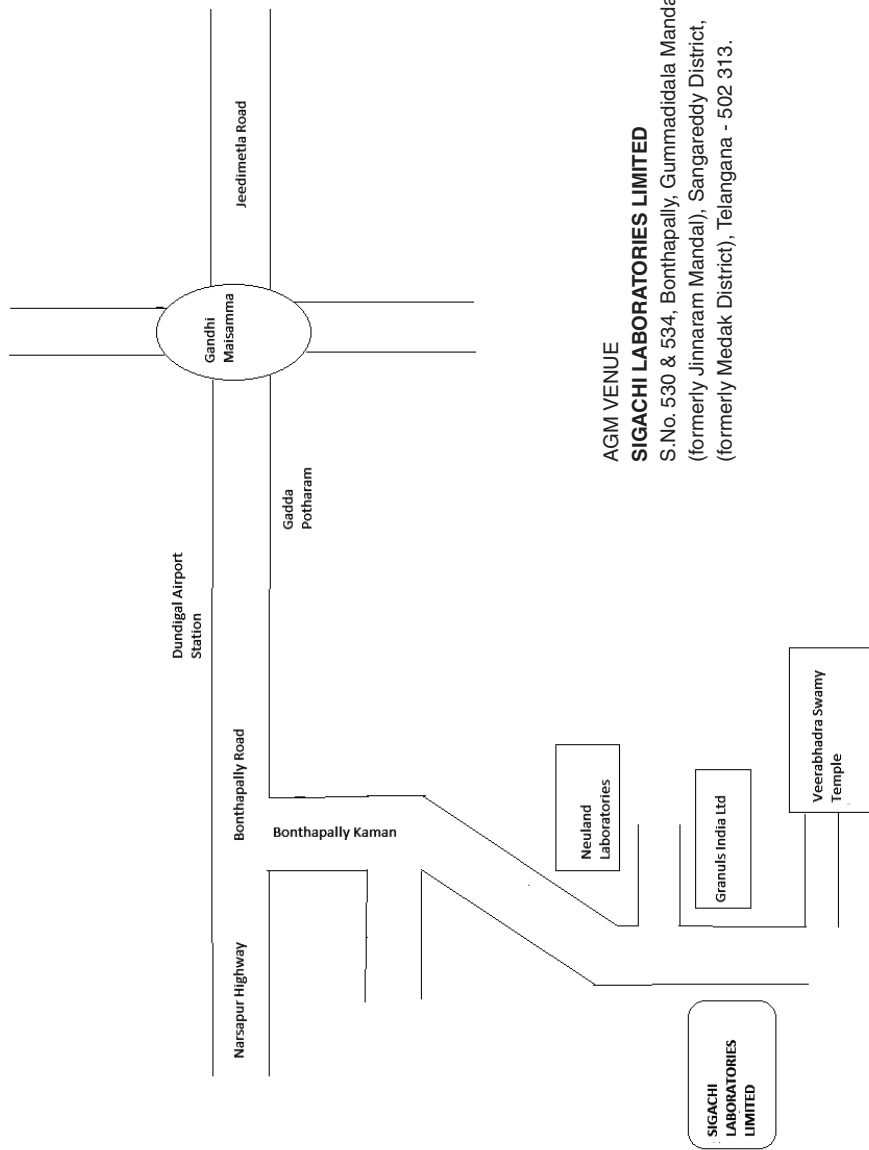 Dundigal Airport
Station
Gandhi
Maisamma
Narsapur Highway
Bonthapally Road
Jeedimetla Road
Gadda
Potharam
Bonthapally Kaman
Neuland
Laboratories
AGM VENUE
SIGACHI LABORATORIES LIMITED
S.No. 530 & 534, Bonthapally, Gummadidala Manda
(formerly Jinnaram Mandal), Sangareddy District,
(formerly Medak District), Telangana - 502 313.
SIGACHI
LABORATORIES
LIMITED
Granuls India Ltd
Veerabhadra Swamy
Temple